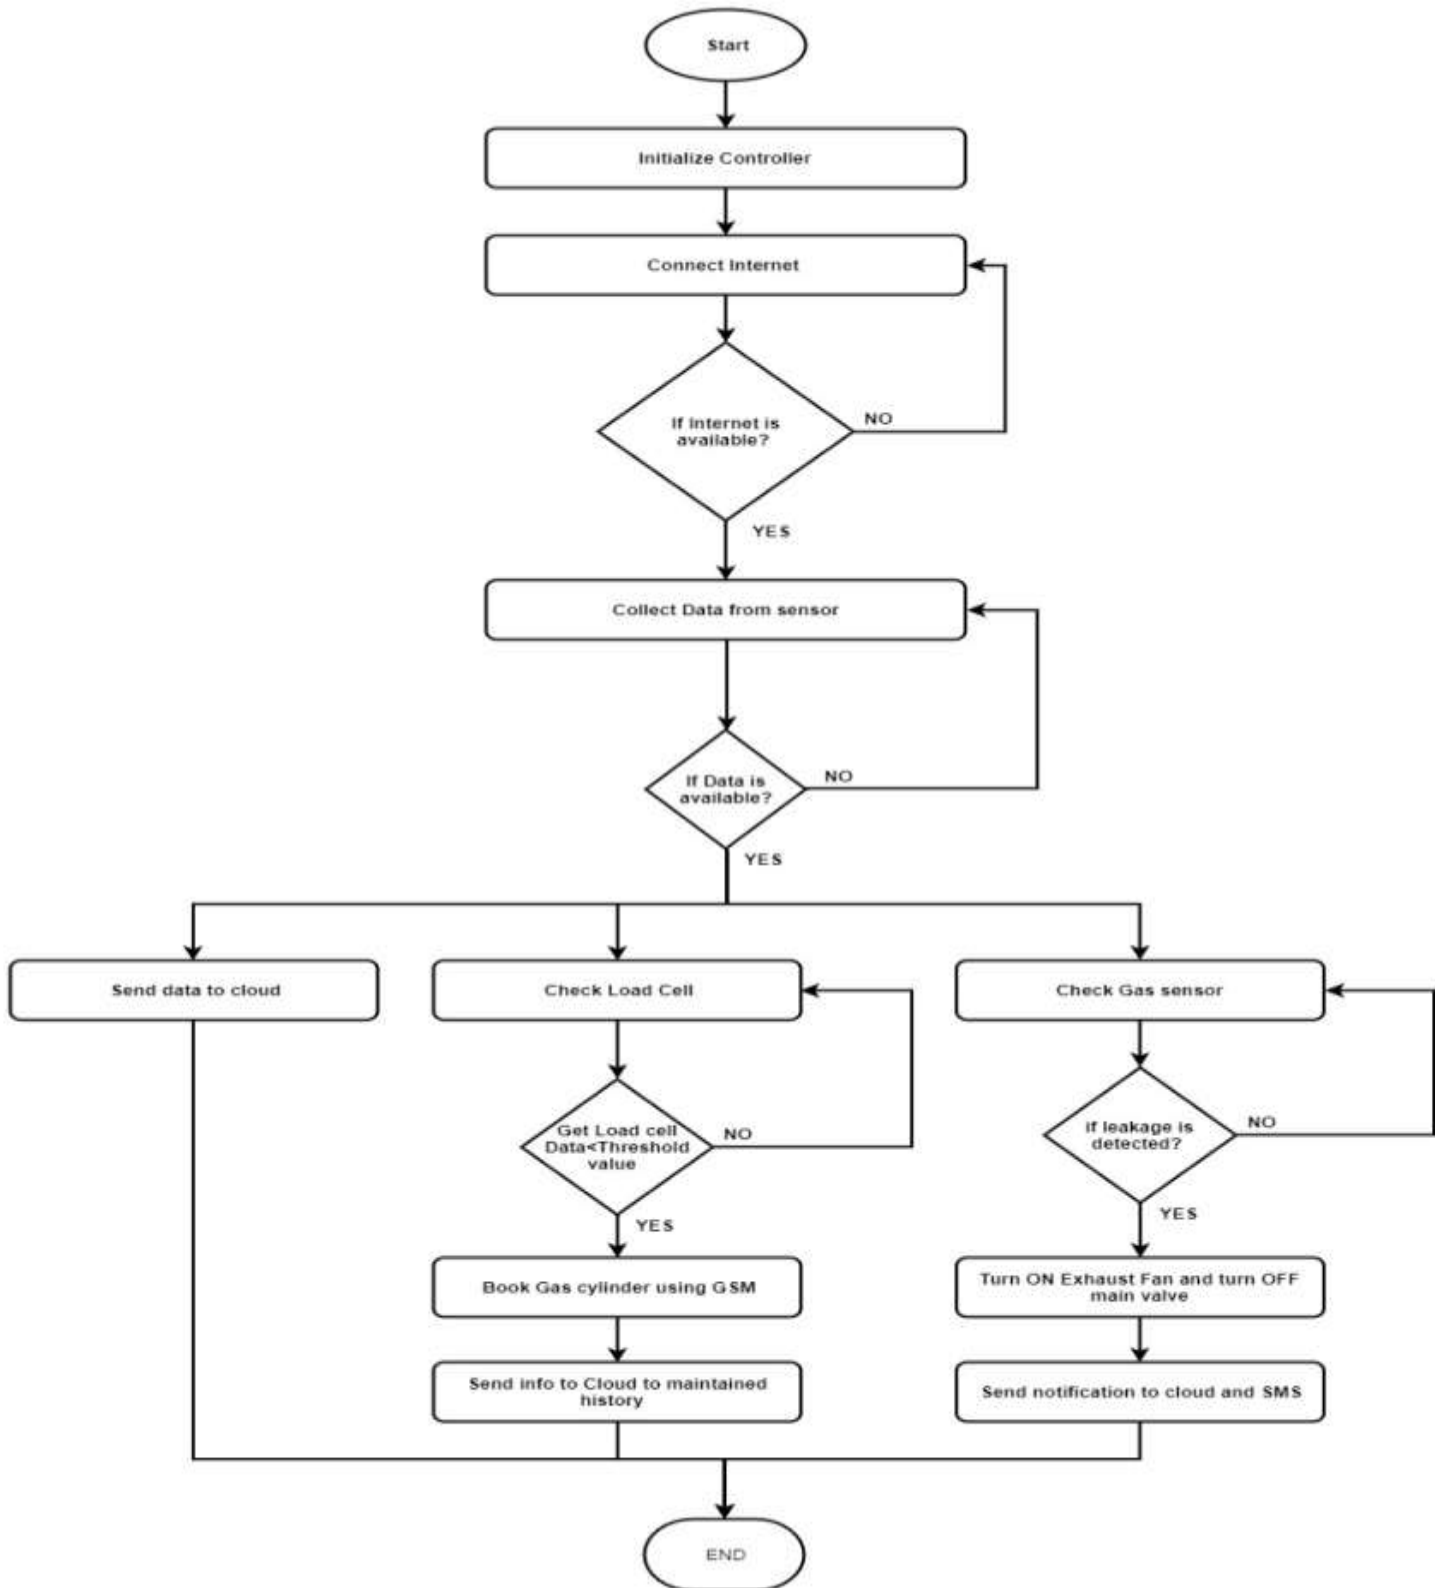 Start
Initialize Controller
Connect Internet
If Internet is
available?
NO
YES
Collect Data from sensor
If Data is
available?
NO
YES
Send data to cloud
Check Load Cell
Check Gas sensor
Get Load cell
Data<Threshold
value
NO
YES
if leakage is
detected?
NO
YES
Book Gas cylinder using GSM
Turn ON Exhaust Fan and turn OFF
main valve
Send info to Cloud to maintained
history
Send notification to cloud and SMS
END